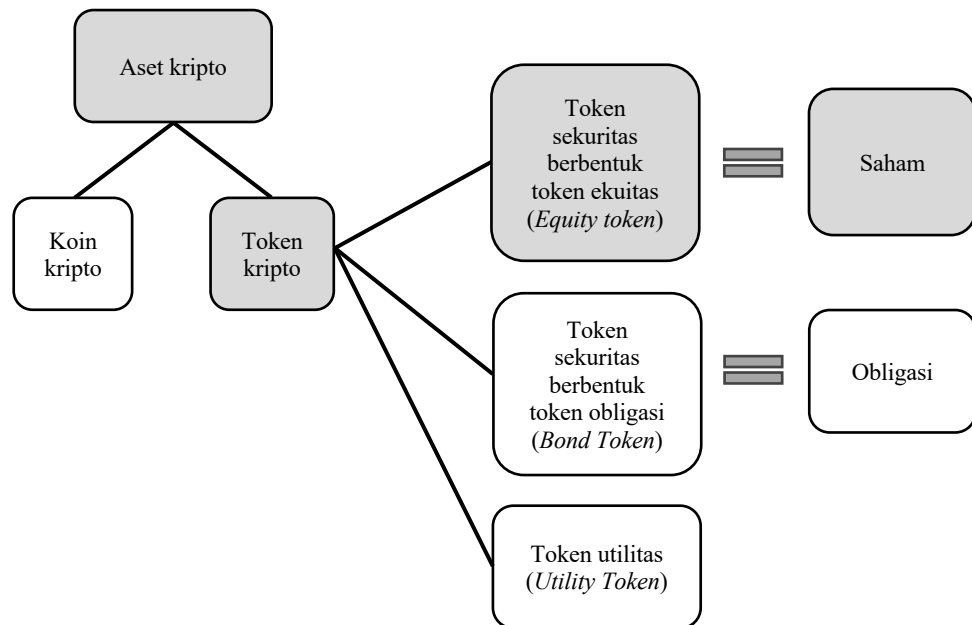 Aset kripto
Koin
kripto
Token
kripto
Token
sekuritas
berbentuk
token ekuitas
(Equity token)
Saham
Token
sekuritas
berbentuk
token obligasi
(Bond Token)
Obligasi
Token utilitas
(Utility Token)